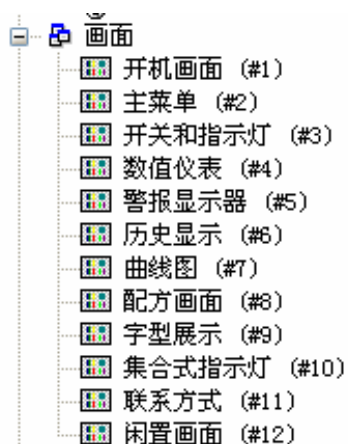 画面
开机画面 (#1)
主菜单 (#2)
开关和指示灯 (#3)
数值仪表 (#4)
警报显示器 (#5)
历史显示 (#6)
曲线图 (#7)
配方画面 (#8)
字型展示 (#9)
集合式指示灯 (#10)
联系方式 (#11)
闲置画面 (#12)